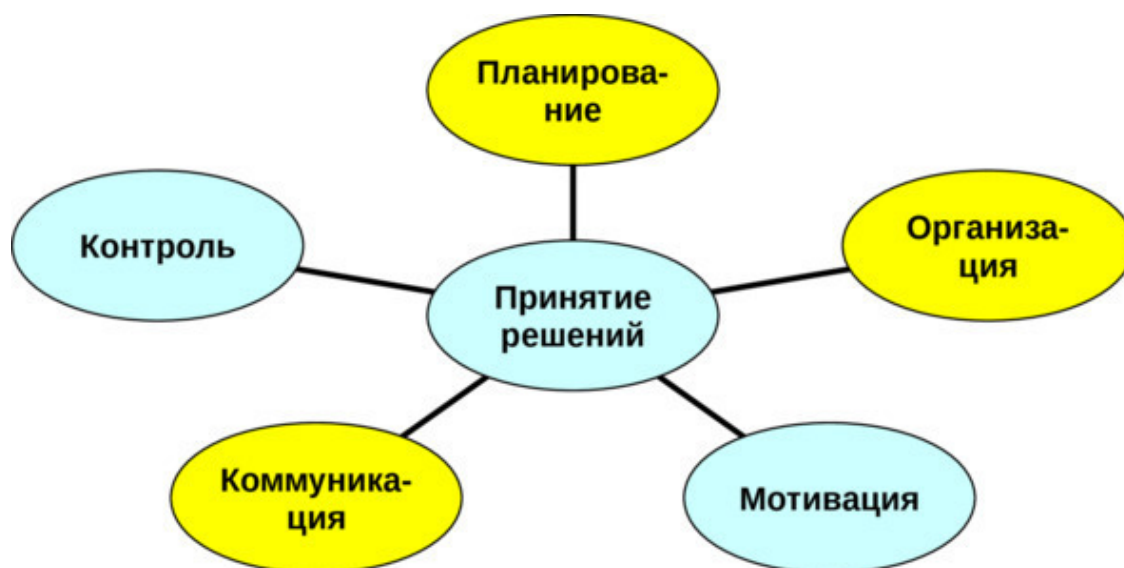 Планирова-
ние
Организа-
ция
Контроль
Принятие
решений
Коммуника-
ция
Мотивация